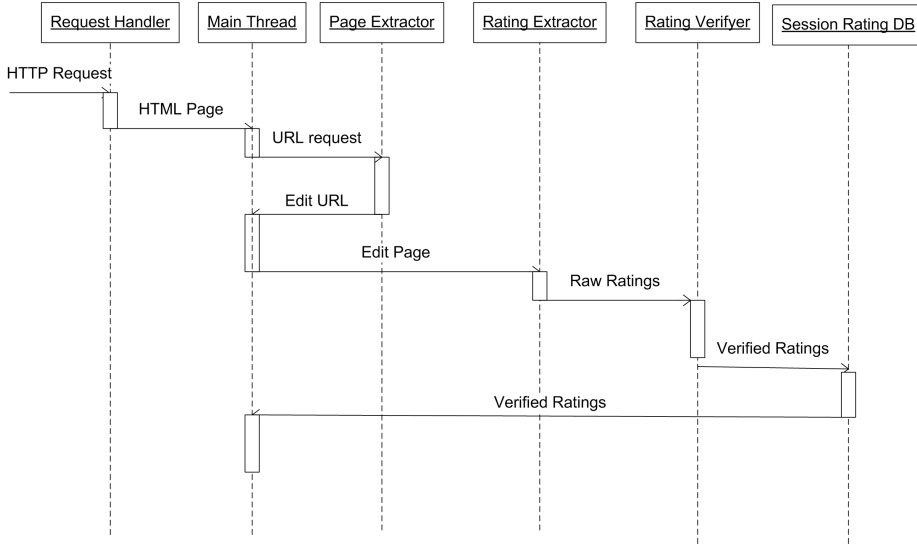 Request Handler
Main Thread
Page Extractor
Rating Extractor
Rating Verifyer
Session Rating DB
HTTP Request
HTML Page
URL request
Edit URL
Edit Page
Raw Ratings
Verified Ratings
Verified Ratings